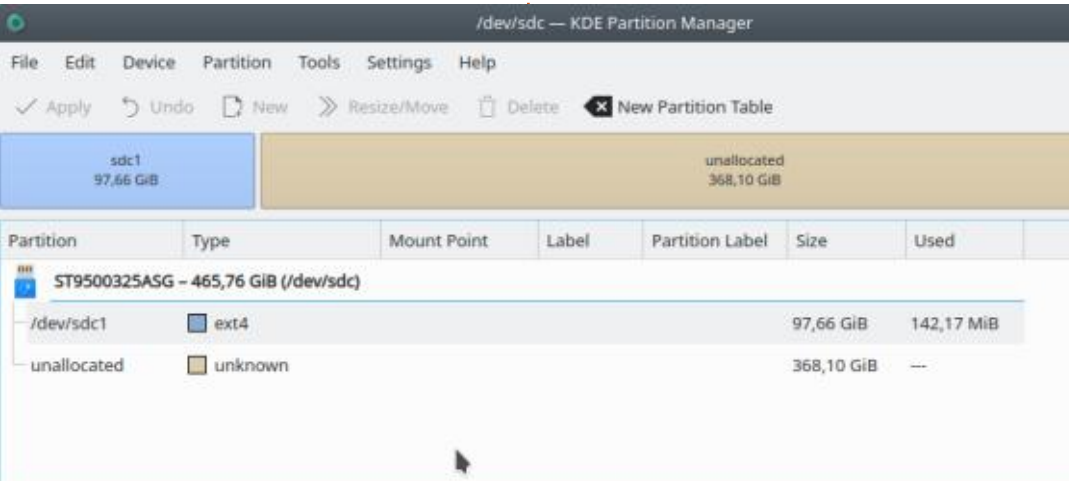 /dev/sdc — KDE Partition Manager
File Edit Device Partition Tools Settings Help
Apply Undo New Resize/Move Delete New Partition Table
sdc1 unallocated
97,66 GiB 368,10 GiB
Partition Type Mount Point Label Partition Label Size Used
ST9500325ASG – 465,76 GiB (/dev/sdc)
/dev/sdc1 ext4 97,66 GiB 142,17 MiB
unallocated unknown 368,10 GiB ---